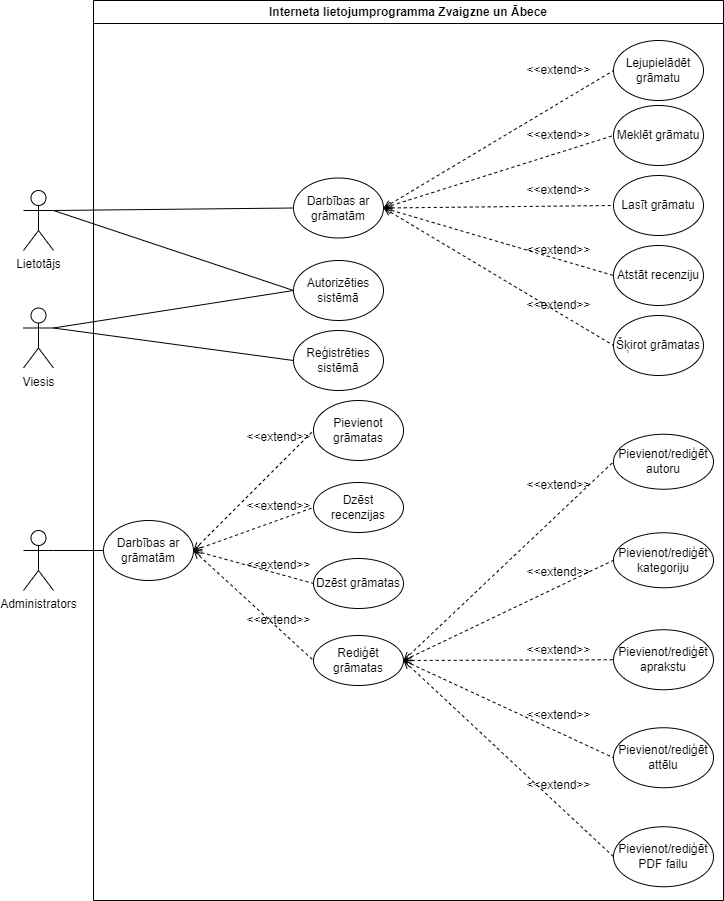 Interneta lietojumprogramma Zvaigzne un Ābece
<<extend>>
Lejupielādēt
grāmatu
<<extend>>
Meklēt grāmatu
<<extend>>
Lasīt grāmatu
Darbības ar
grāmatām
Lietotājs
<<extend>>
Atstāt recenziju
Autorizēties
sistēmā
<<extend>>
Šķirot grāmatas
Viesis
Reģistrēties
sistēmā
<<extend>>
Pievienot
grāmatas
<<extend>>
Dzēst
recenzijas
Administrators
Darbības ar
grāmatām
<<extend>>
Dzēst grāmatas
<<extend>>
Rediģēt
grāmatas
<<extend>>
Pievienot/rediģēt
autoru
<<extend>>
Pievienot/rediģēt
kategoriju
<<extend>>
Pievienot/rediģēt
aprakstu
<<extend>>
Pievienot/rediģēt
attēlu
<<extend>>
Pievienot/rediģēt
PDF failu